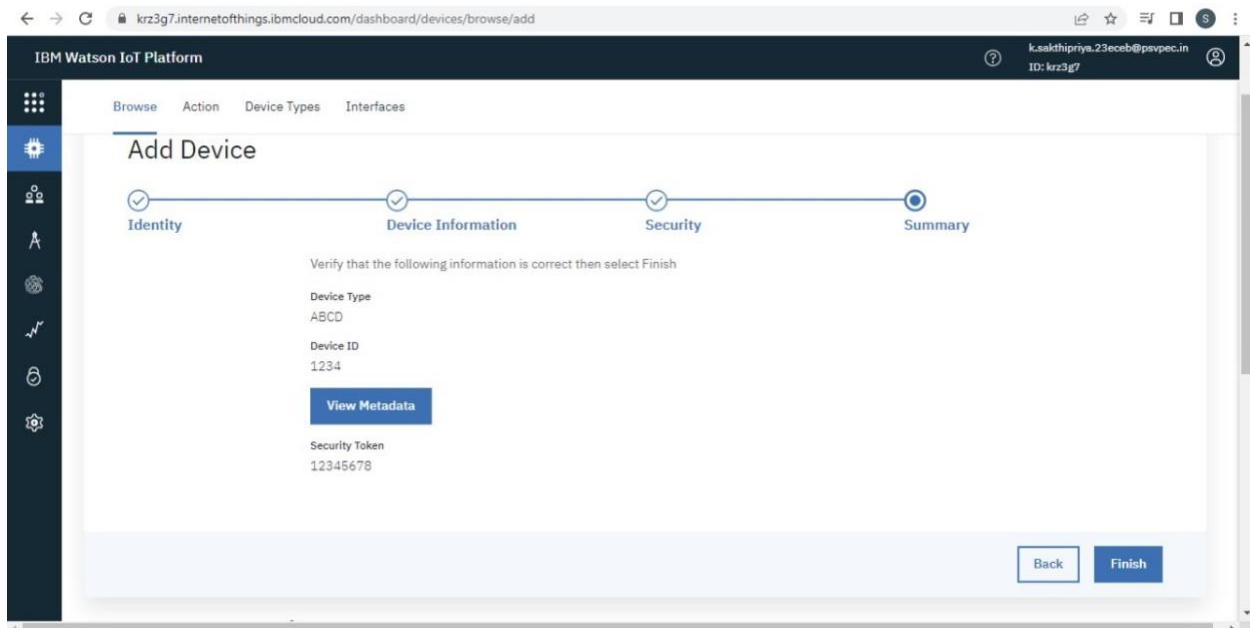 krz3g7.internetofthings.ibmcloud.com/dashboard/devices/browse/add
S
IBM Watson IoT Platform
k.sakthipriya.23eceb@psvpec.in
ID: krz3g7
Browse Action Device Types Interfaces
Add Device
Identity Device Information Security Summary
Verify that the following information is correct then select Finish
Device Type
ABCD
Device ID
1234
View Metadata
Security Token
12345678
Back Finish